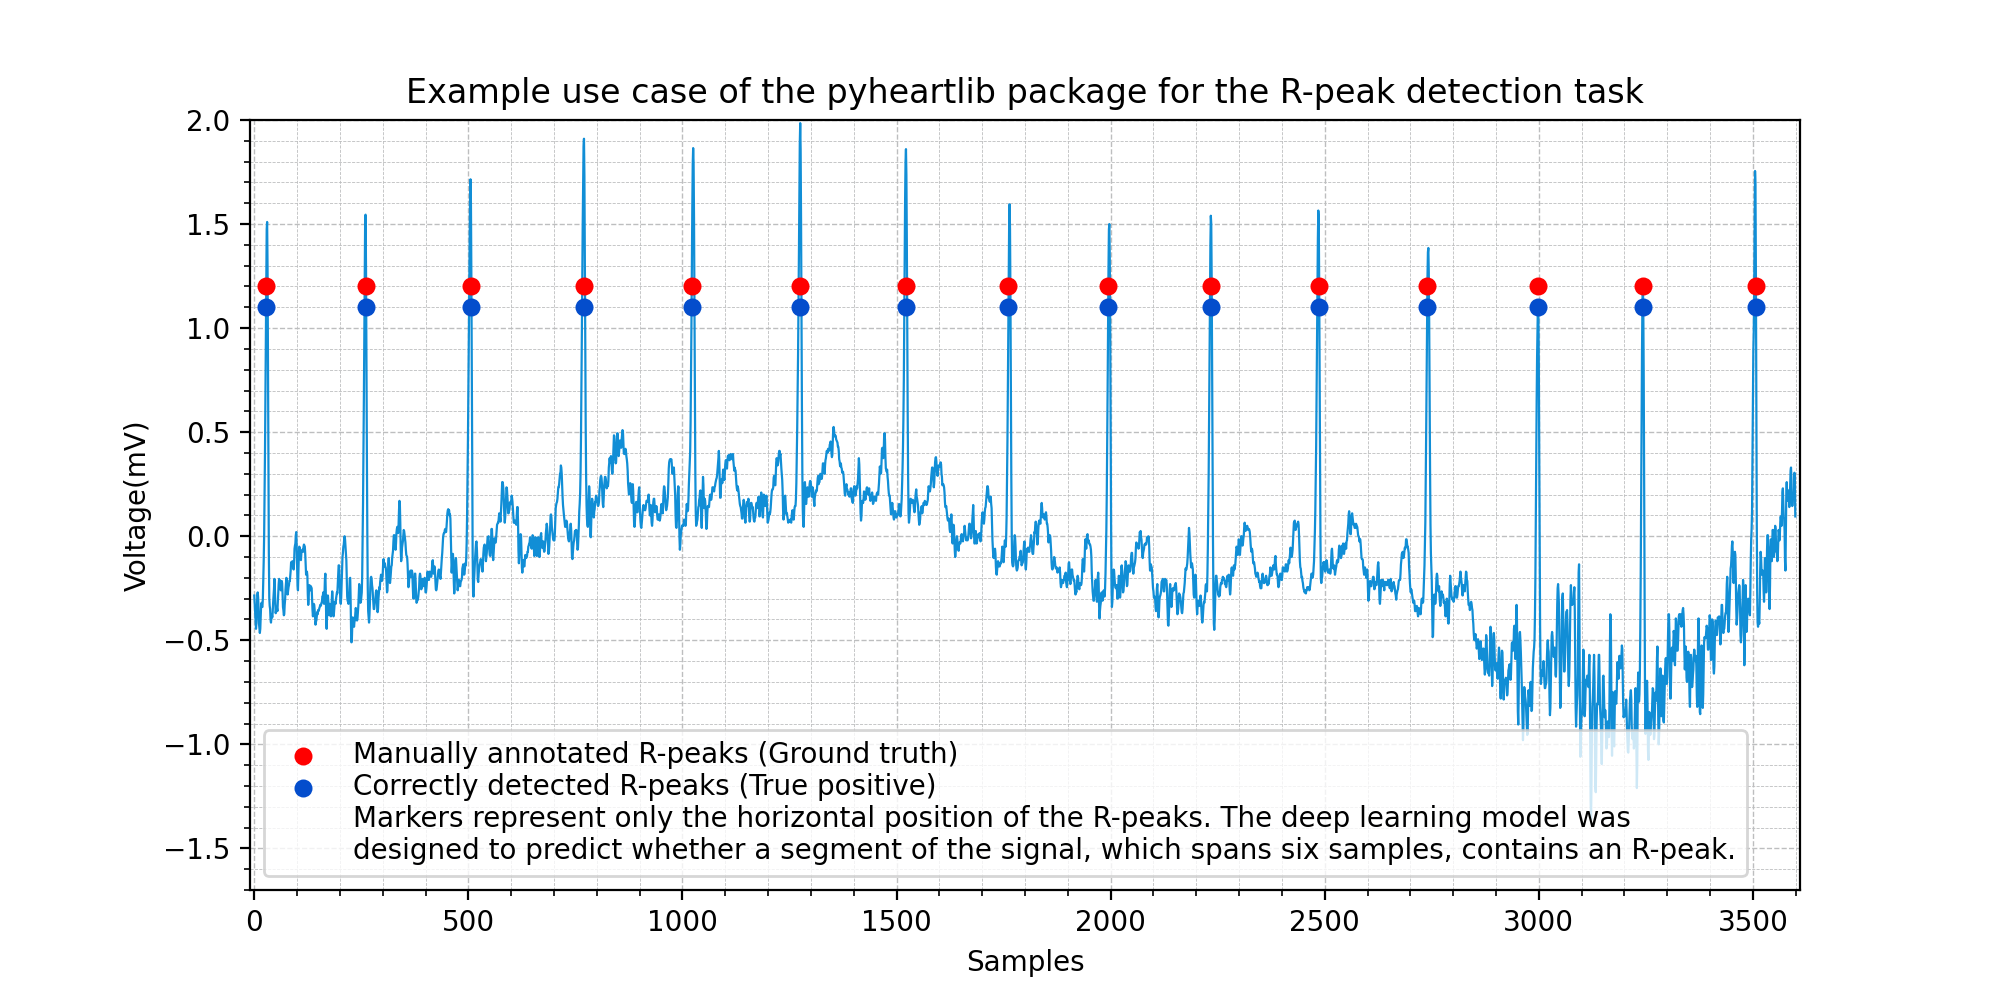 Example use case of the pyheartlib package for the R-peak detection task
2.0
1.5
1.0
0.5
0.0
−0.5
−1.0
−1.5
Voltage(mV)
Manually annotated R-peaks (Ground truth)
Correctly detected R-peaks (True positive)
Markers represent only the horizontal position of the R-peaks. The deep learning model was
designed to predict whether a segment of the signal, which spans six samples, contains an R-peak.
0 500 1000 1500 2000 2500 3000 3500
Samples